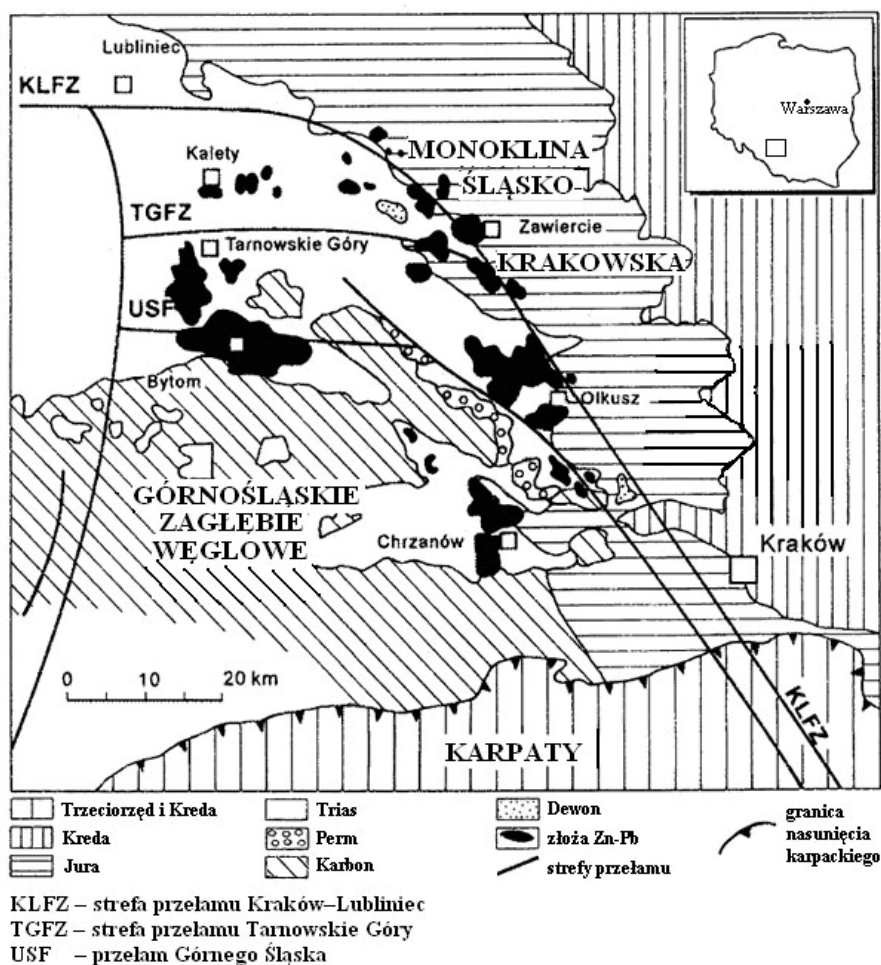 Lubliniec
KLFZ
Warszawa
Kalety
MONOKLINA
ŚLĄSKO-
TGFZ
Zawiercie
Tarnowskie Góry
KRAKOWSKA
USF
Bytom
Olkusz
GÓRNOŚLĄSKIE
ZAGŁĘBIE
WĘGLOWE
Chrzanów
Kraków
0 10 20 km
KLFZ
KARPATY
Trzeciorzęd i Kreda
Kreda
Jura
Trias
Perm
Karbon
Dewon
złoża Zn-Pb
strefy przełamu
granica
nasunięcia
karpackiego
KLFZ – strefa przełamu Kraków–Lubliniec
TGFZ – strefa przełamu Tarnowskie Góry
USF – przełam Górnego Śląska